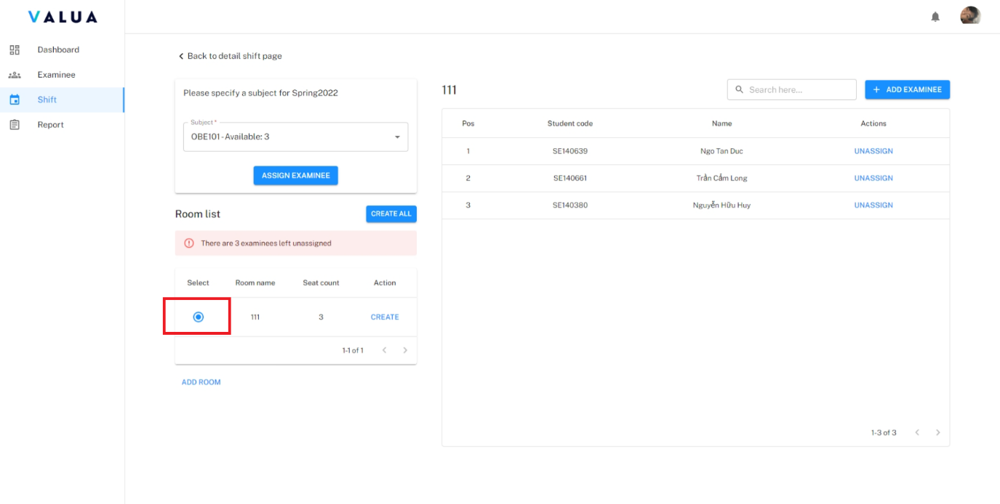 VALUA
Dashboard
Examinee
Shift
Report
Back to detail shift page
Please specify a subject for Spring2022
Subject *
OBE101 - Available: 3
ASSIGN EXAMINEE
Room list
CREATE ALL
There are 3 examinees left unassigned
Select Room name Seat count Action
111 3 CREATE
1-1 of 1
ADD ROOM
111
Search here...
ADD EXAMINEE
Pos Student code Name Actions
1 SE140639 Ngo Tan Duc UNASSIGN
2 SE140661 Trần Cẩm Long UNASSIGN
3 SE140380 Nguyễn Hữu Huy UNASSIGN
1-3 of 3